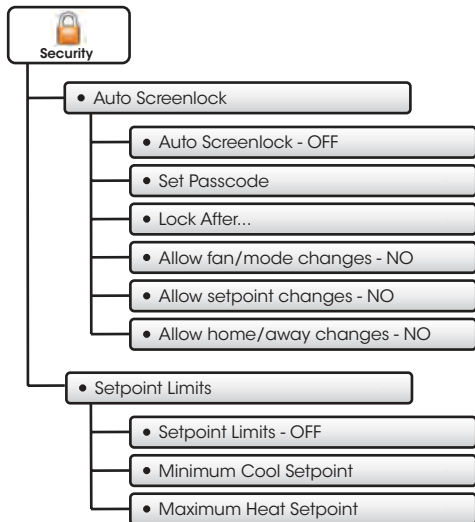 Security
• Auto Screenlock
• Auto Screenlock - OFF
• Set Passcode
• Lock After...
• Allow fan/mode changes - NO
• Allow setpoint changes - NO
• Allow home/away changes - NO
• Setpoint Limits
• Setpoint Limits - OFF
• Minimum Cool Setpoint
• Maximum Heat Setpoint